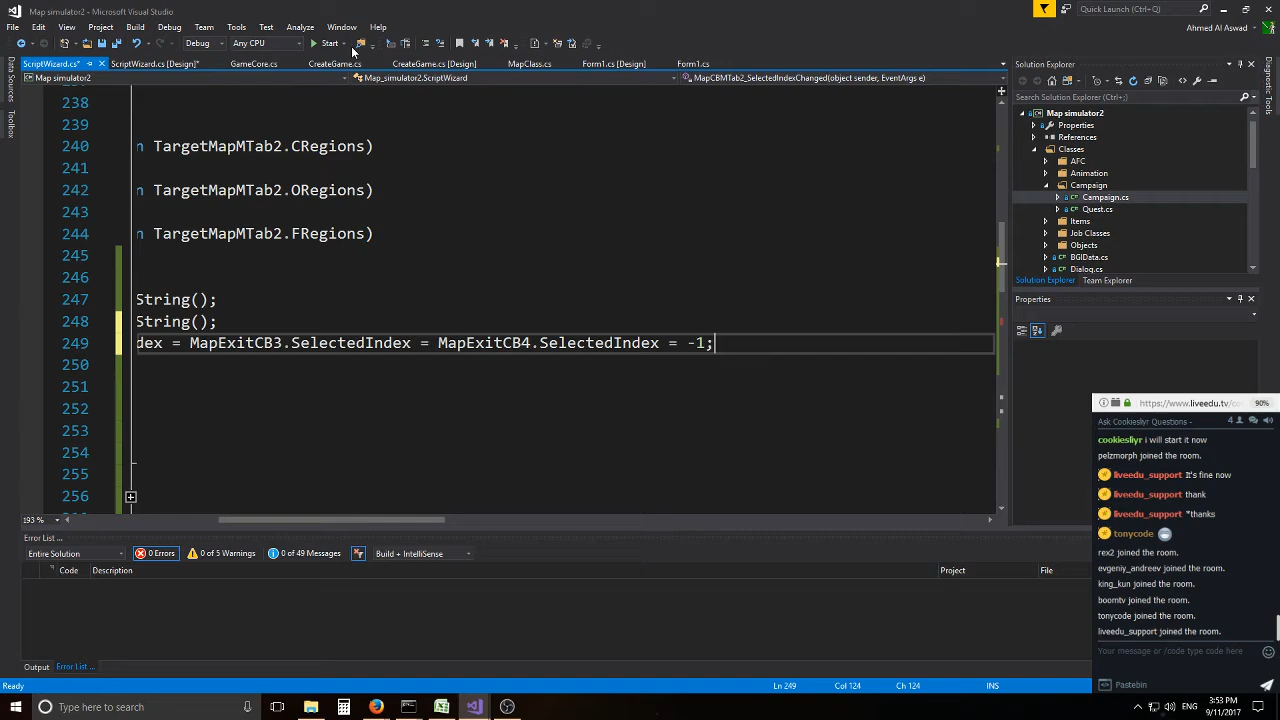 Map simulator2 - Microsoft Visual Studio
Quick Launch (Ctrl+Q)
File Edit View Project Build Debug Team Tools Test Analyze Window Help
Ahmed Al Aswad
Debug Any CPU Start
ScriptWizard.cs* ScriptWizard.cs [Design]* GameCore.cs CreateGame.cs CreateGame.cs [Design] MapClass.cs Form1.cs [Design] Form1.cs
Map simulator2 Map_simulator2.ScriptWizard MapCBMTab2_SelectedIndexChanged(object sender, EventArgs e)
Data Sources
Toolbox
238
239
240 n TargetMapMTab2.CRegions)
241
242 n TargetMapMTab2.ORegions)
243
244 n TargetMapMTab2.FRegions)
245
246
247 String();
248 String();
249 dex = MapExitCB3.SelectedIndex = MapExitCB4.SelectedIndex = -1;
250
251
252
253
254
255
256
193 %
Solution Explorer
Search Solution Explorer (Ctrl+;)
Map simulator2
Properties
References
Classes
AFC
Animation
Campaign
Campaign.cs
Quest.cs
Items
Job Classes
Objects
BGIData.cs
Dialog.cs
Solution Explorer Team Explorer
Properties
Diagnostic Tools
Error List ...
Entire Solution 0 Errors 0 of 5 Warnings 0 of 49 Messages Build + IntelliSense
Code Description Project File
Output Error List ...
Ready Ln 249 Col 124 Ch 124 INS
https://www.liveedu.tv/co 90%
Ask Cookiesliyr Questions - 4
cookiesliyr i will start it now
pelzmorph joined the room.
liveedu_support It's fine now
liveedu_support thank
liveedu_support *thanks
tonycode
rex2 joined the room.
evgeniy_andreev joined the room.
king_kun joined the room.
boomtv joined the room.
tonycode joined the room.
liveedu_support joined the room.
Your message or /code type code here
Pastebin
Type here to search
ENG
3:53 PM
9/11/2017